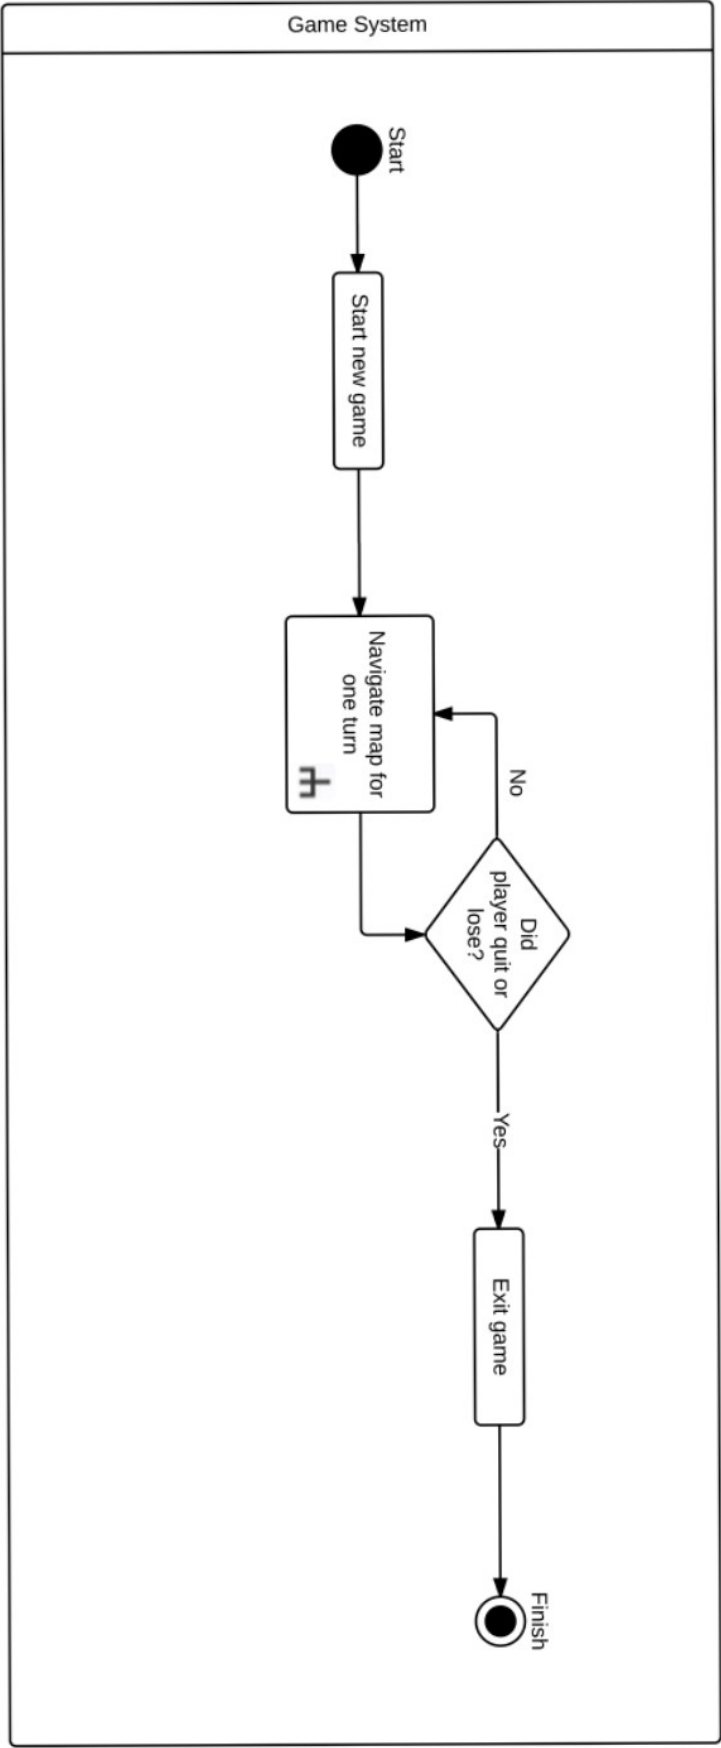 Game System
Start
Start new game
Navigate map for
one turn
No
Did
player quit or
lose?
Yes
Exit game
Finish